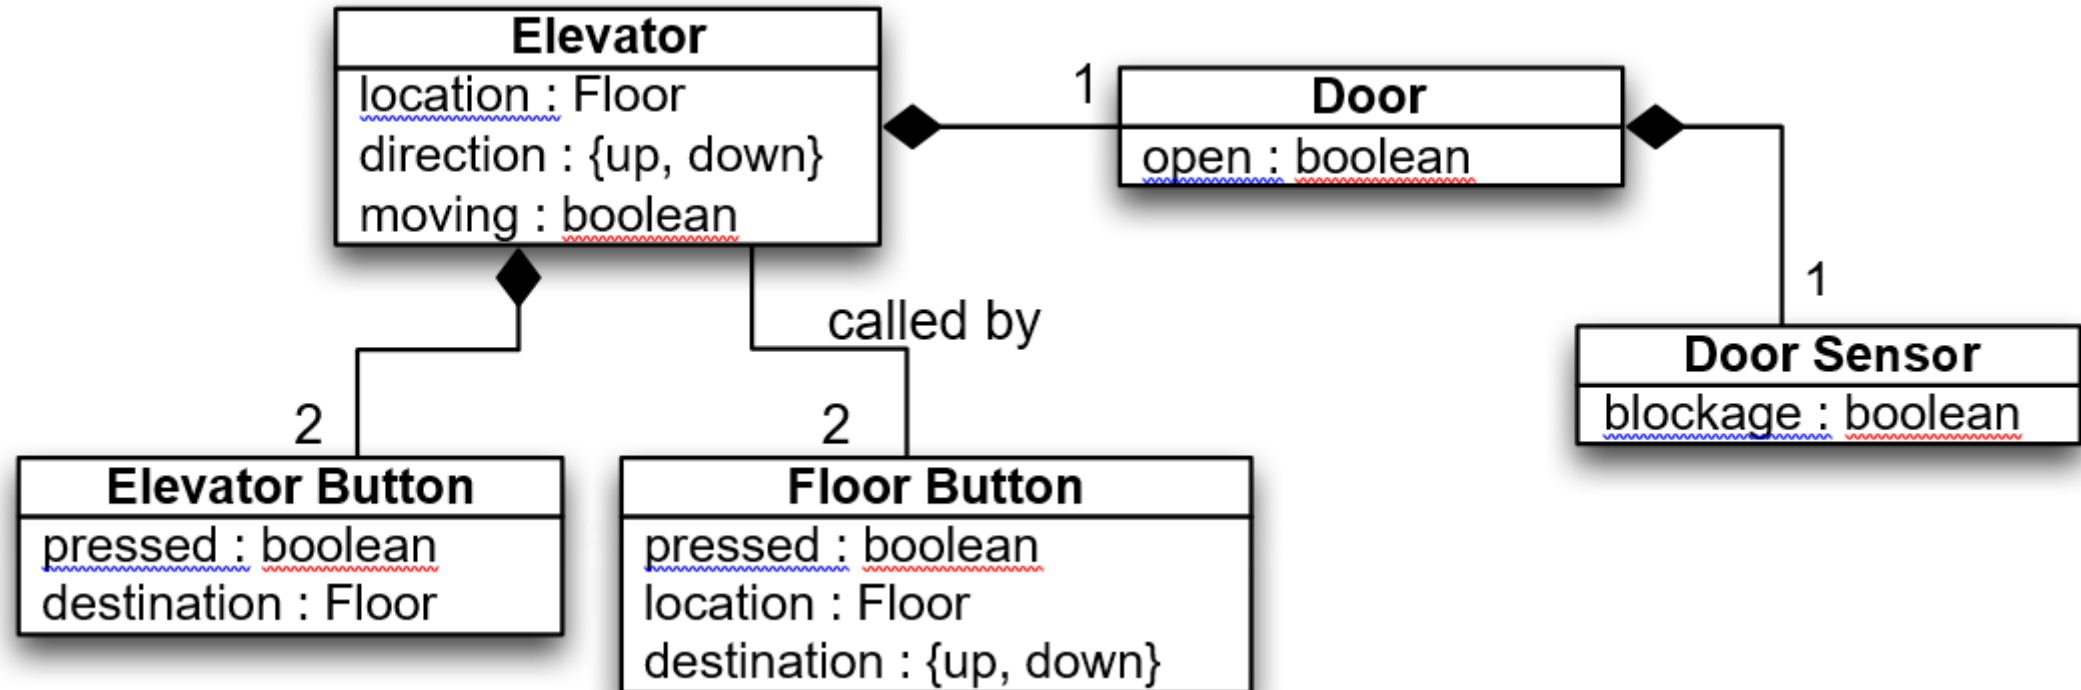 Elevator
location : Floor
direction : {up, down}
moving : boolean
1
Door
open : boolean
called by
1
Door Sensor
blockage : boolean
2
Elevator Button
pressed : boolean
destination : Floor
2
Floor Button
pressed : boolean
location : Floor
destination : {up, down}